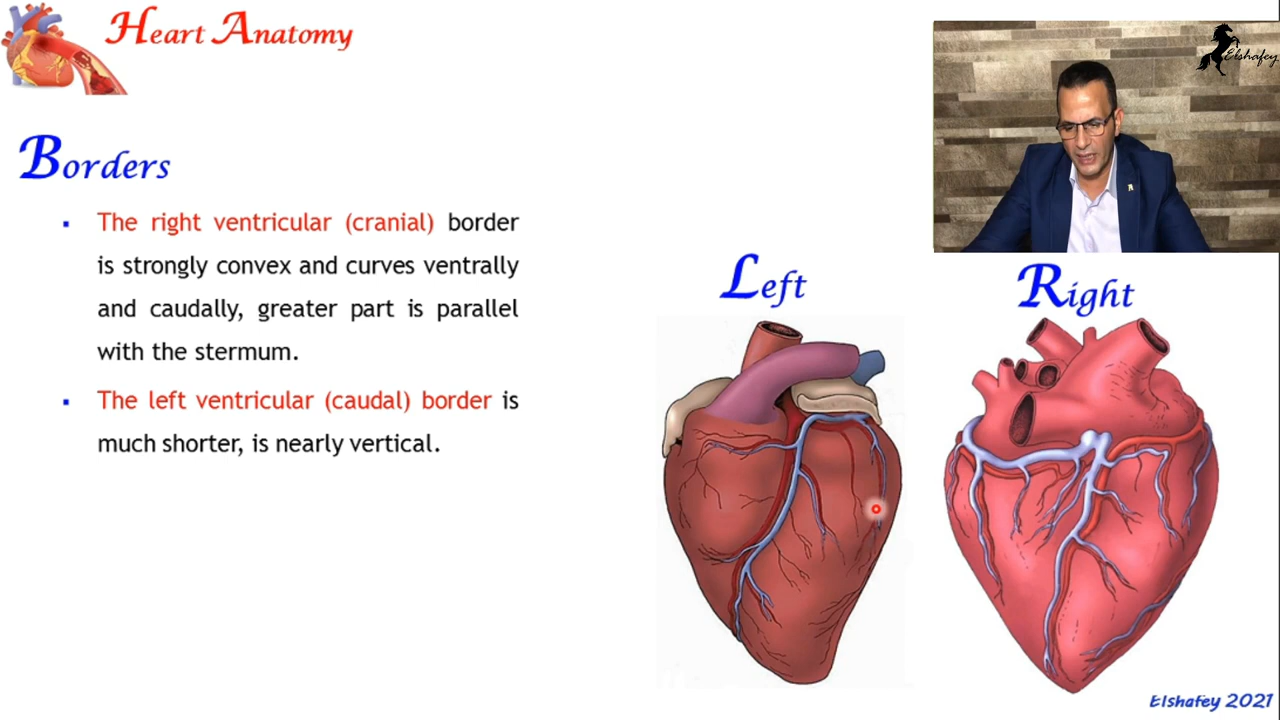 Heart Anatomy
Elshafey
Borders
▪ The right ventricular (cranial) border
is strongly convex and curves ventrally
and caudally, greater part is parallel
with the stermum.
▪ The left ventricular (caudal) border is
much shorter, is nearly vertical.
Left
Right
Elshafey 2021